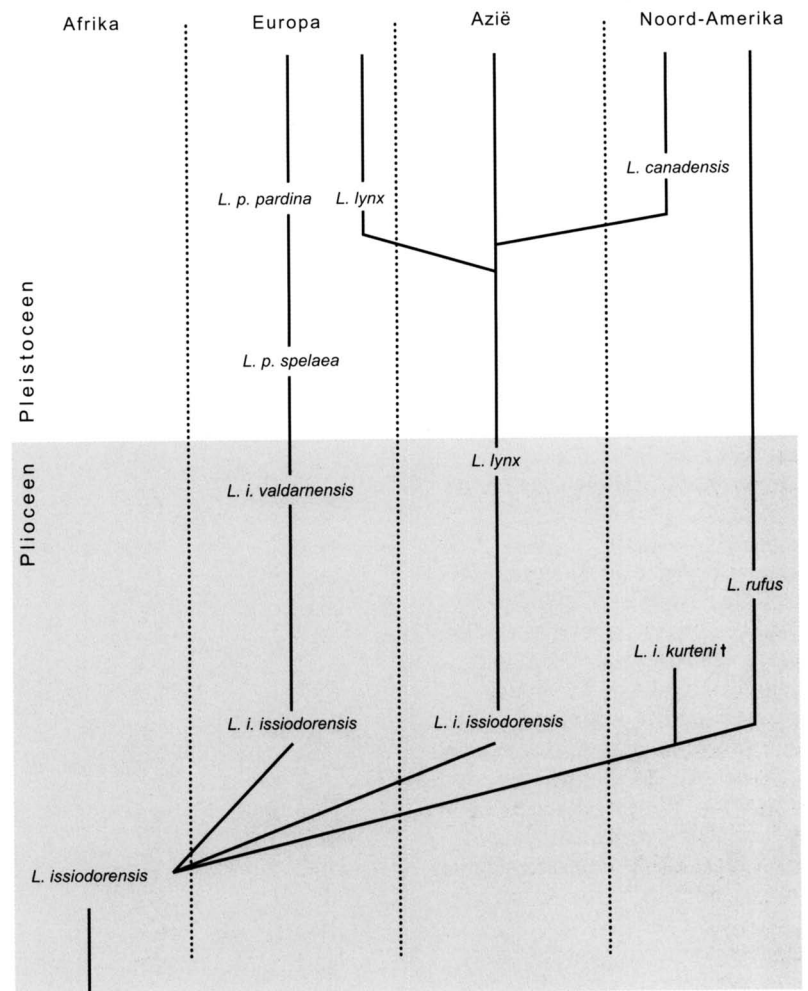 Afrika
Europa
Azië
Noord-Amerika
L. canadensis
L. p. pardina
L. lynx
Pleistoceen
L. p. spelaea
Plioceen
L. lynx
L. i. valdarnensis
L. rufus
L. i. kurteni †
L. i. issiodorensis
L. i. issiodorensis
L. issiodorensis